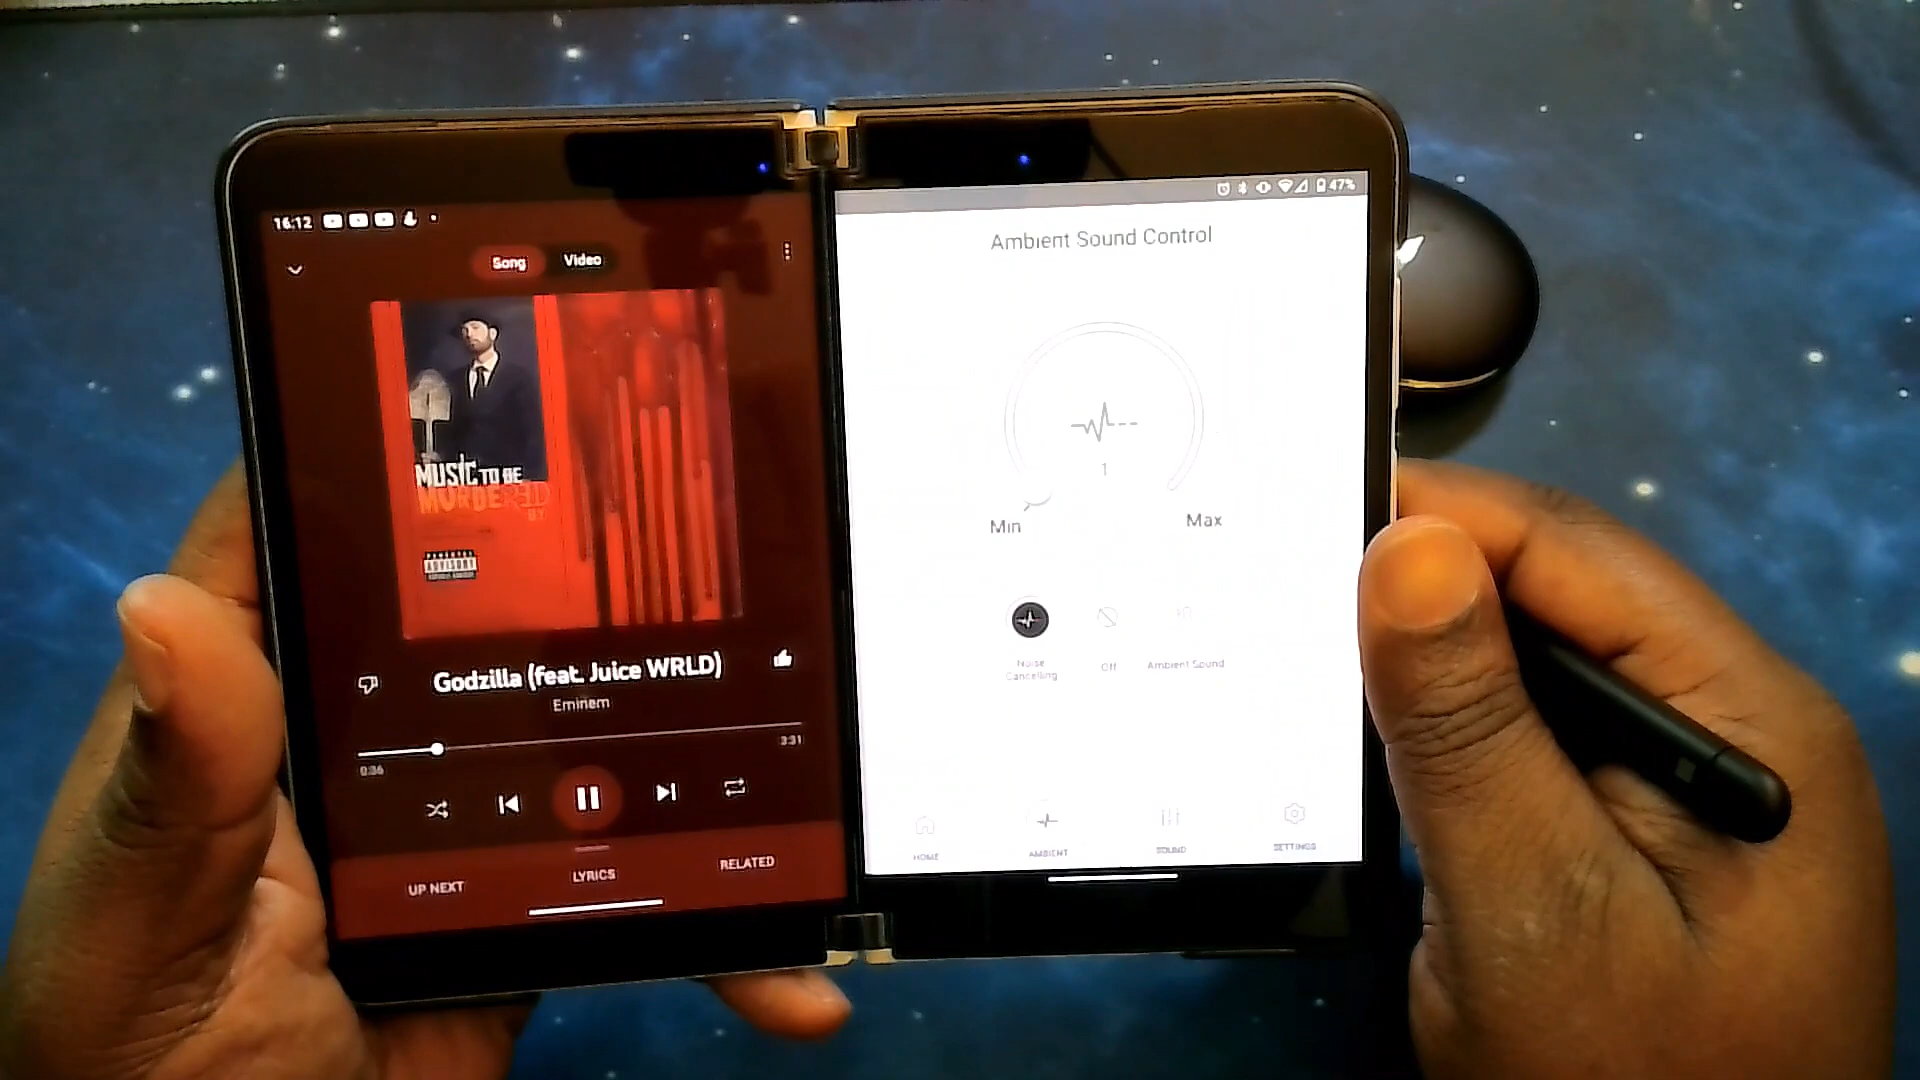 16:12
Song Video
MUSIC TO BE
MURDERED
BY
PARENTAL
ADVISORY
Godzilla (feat. Juice WRLD)
Eminem
0:36 3:31
UP NEXT LYRICS RELATED
47%
Ambient Sound Control
1
Min Max
Noise Cancelling
Off
Ambient Sound
HOME AMBIENT SOUND SETTINGS